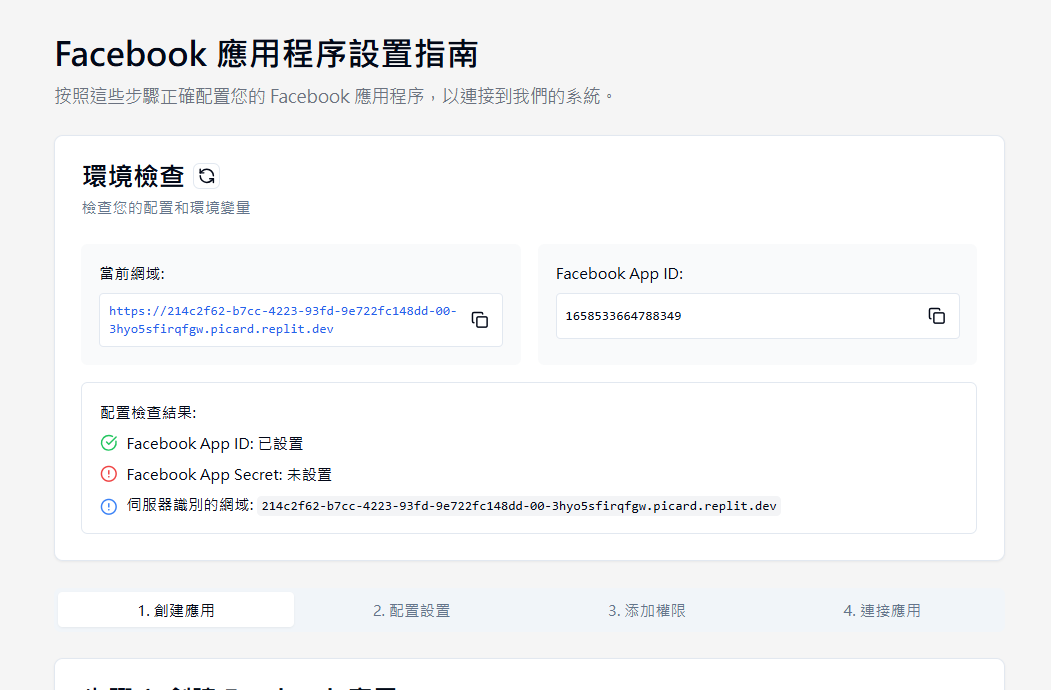 Facebook 應用程序設置指南
按照這些步驟正確配置您的 Facebook 應用程序，以連接到我們的系統。
環境檢查
檢查您的配置和環境變量
當前網域:
https://214c2f62-b7cc-4223-93fd-9e722fc148dd-00-
3hyo5sfirqfgw.picard.replit.dev
Facebook App ID:
1658533664788349
配置檢查結果:
Facebook App ID: 已設置
Facebook App Secret: 未設置
伺服器識別的網域: 214c2f62-b7cc-4223-93fd-9e722fc148dd-00-3hyo5sfirqfgw.picard.replit.dev
1. 創建應用
2. 配置設置
3. 添加權限
4. 連接應用